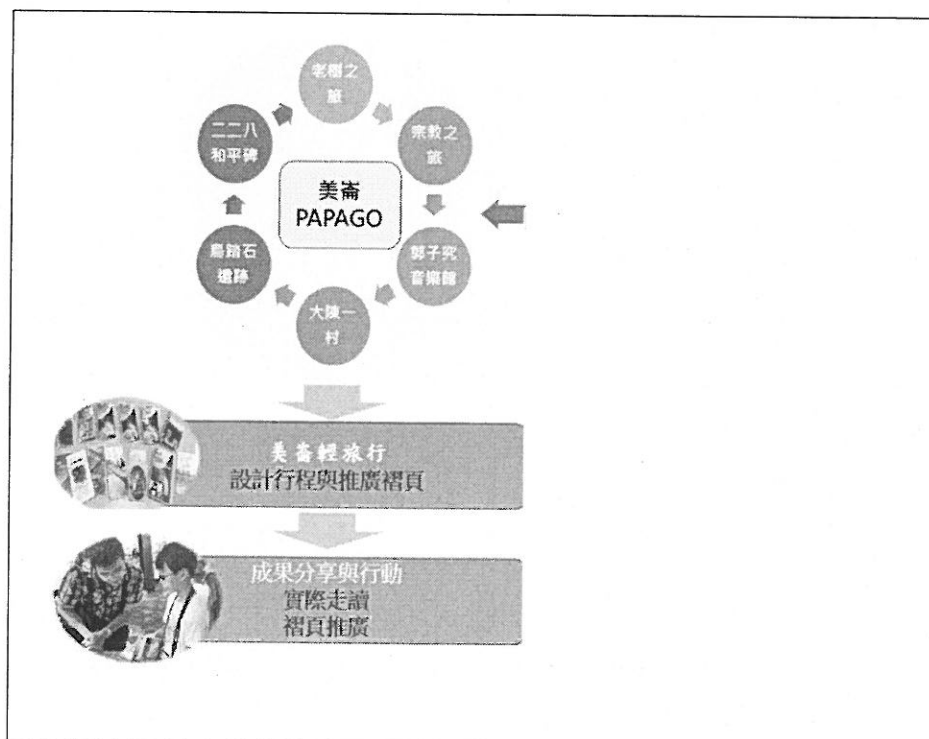 老樹之
旅
宗教之
旅
郭子究
音樂館
大陳一
村
鳥踏石
遺跡
二二八
和平碑
美崙
PAPAGO
美崙輕旅行
設計行程與推廣褶頁
成果分享與行動
實際走讀
褶頁推廣